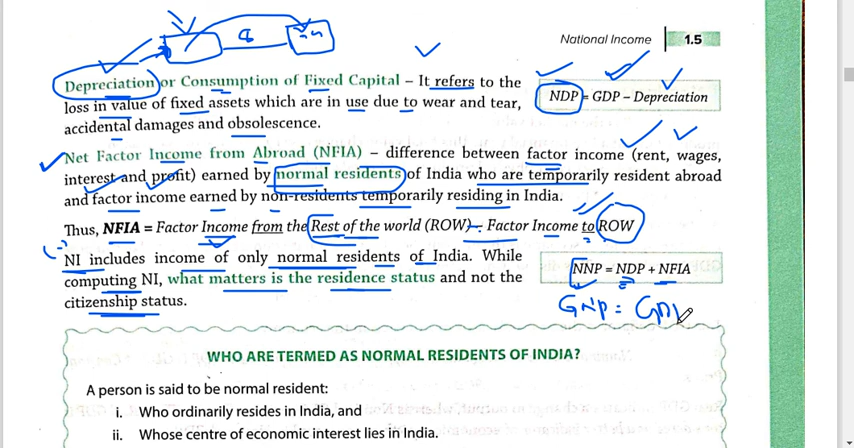 National Income 1.5
Depreciation or Consumption of Fixed Capital – It refers to the
loss in value of fixed assets which are in use due to wear and tear,
accidental damages and obsolescence.
NDP = GDP – Depreciation
Net Factor Income from Abroad (NFIA) – difference between factor income (rent, wages,
interest and profit) earned by normal residents of India who are temporarily resident abroad
and factor income earned by non-residents temporarily residing in India.
Thus, NFIA = Factor Income from the Rest of the world (ROW) – Factor Income to ROW
NI includes income of only normal residents of India. While
computing NI, what matters is the residence status and not the
citizenship status.
NNP = NDP + NFIA
GNP = GD
WHO ARE TERMED AS NORMAL RESIDENTS OF INDIA?
A person is said to be normal resident:
i. Who ordinarily resides in India, and
ii. Whose centre of economic interest lies in India.